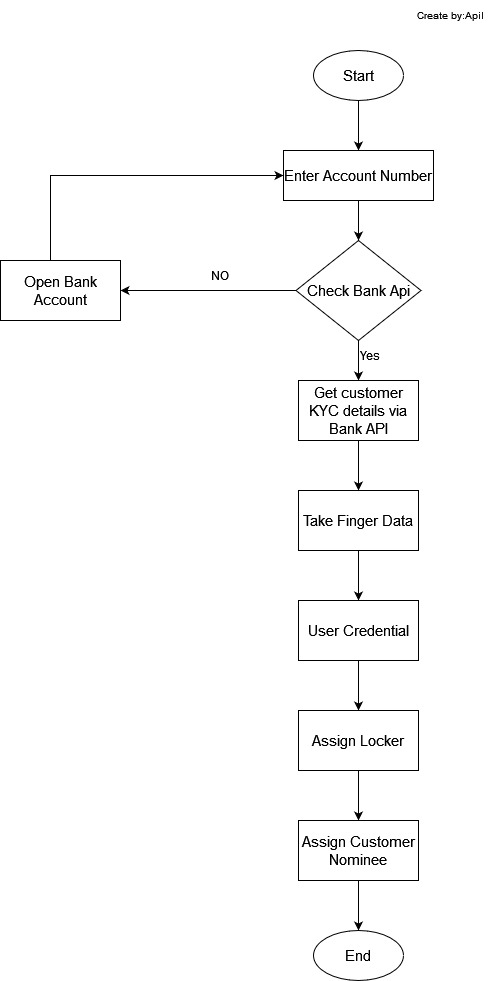 Create by:Apil
Start
Enter Account Number
Check Bank Api
NO
Open Bank
Account
Yes
Get customer
KYC details via
Bank API
Take Finger Data
User Credential
Assign Locker
Assign Customer
Nominee
End